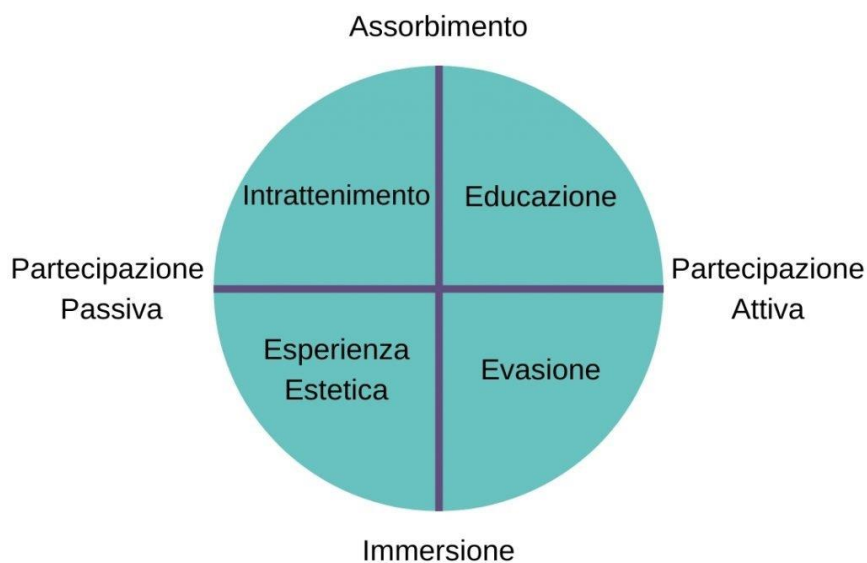 Assorbimento
Intrattenimento
Educazione
Partecipazione
Passiva
Partecipazione
Attiva
Esperienza
Estetica
Evasione
Immersione